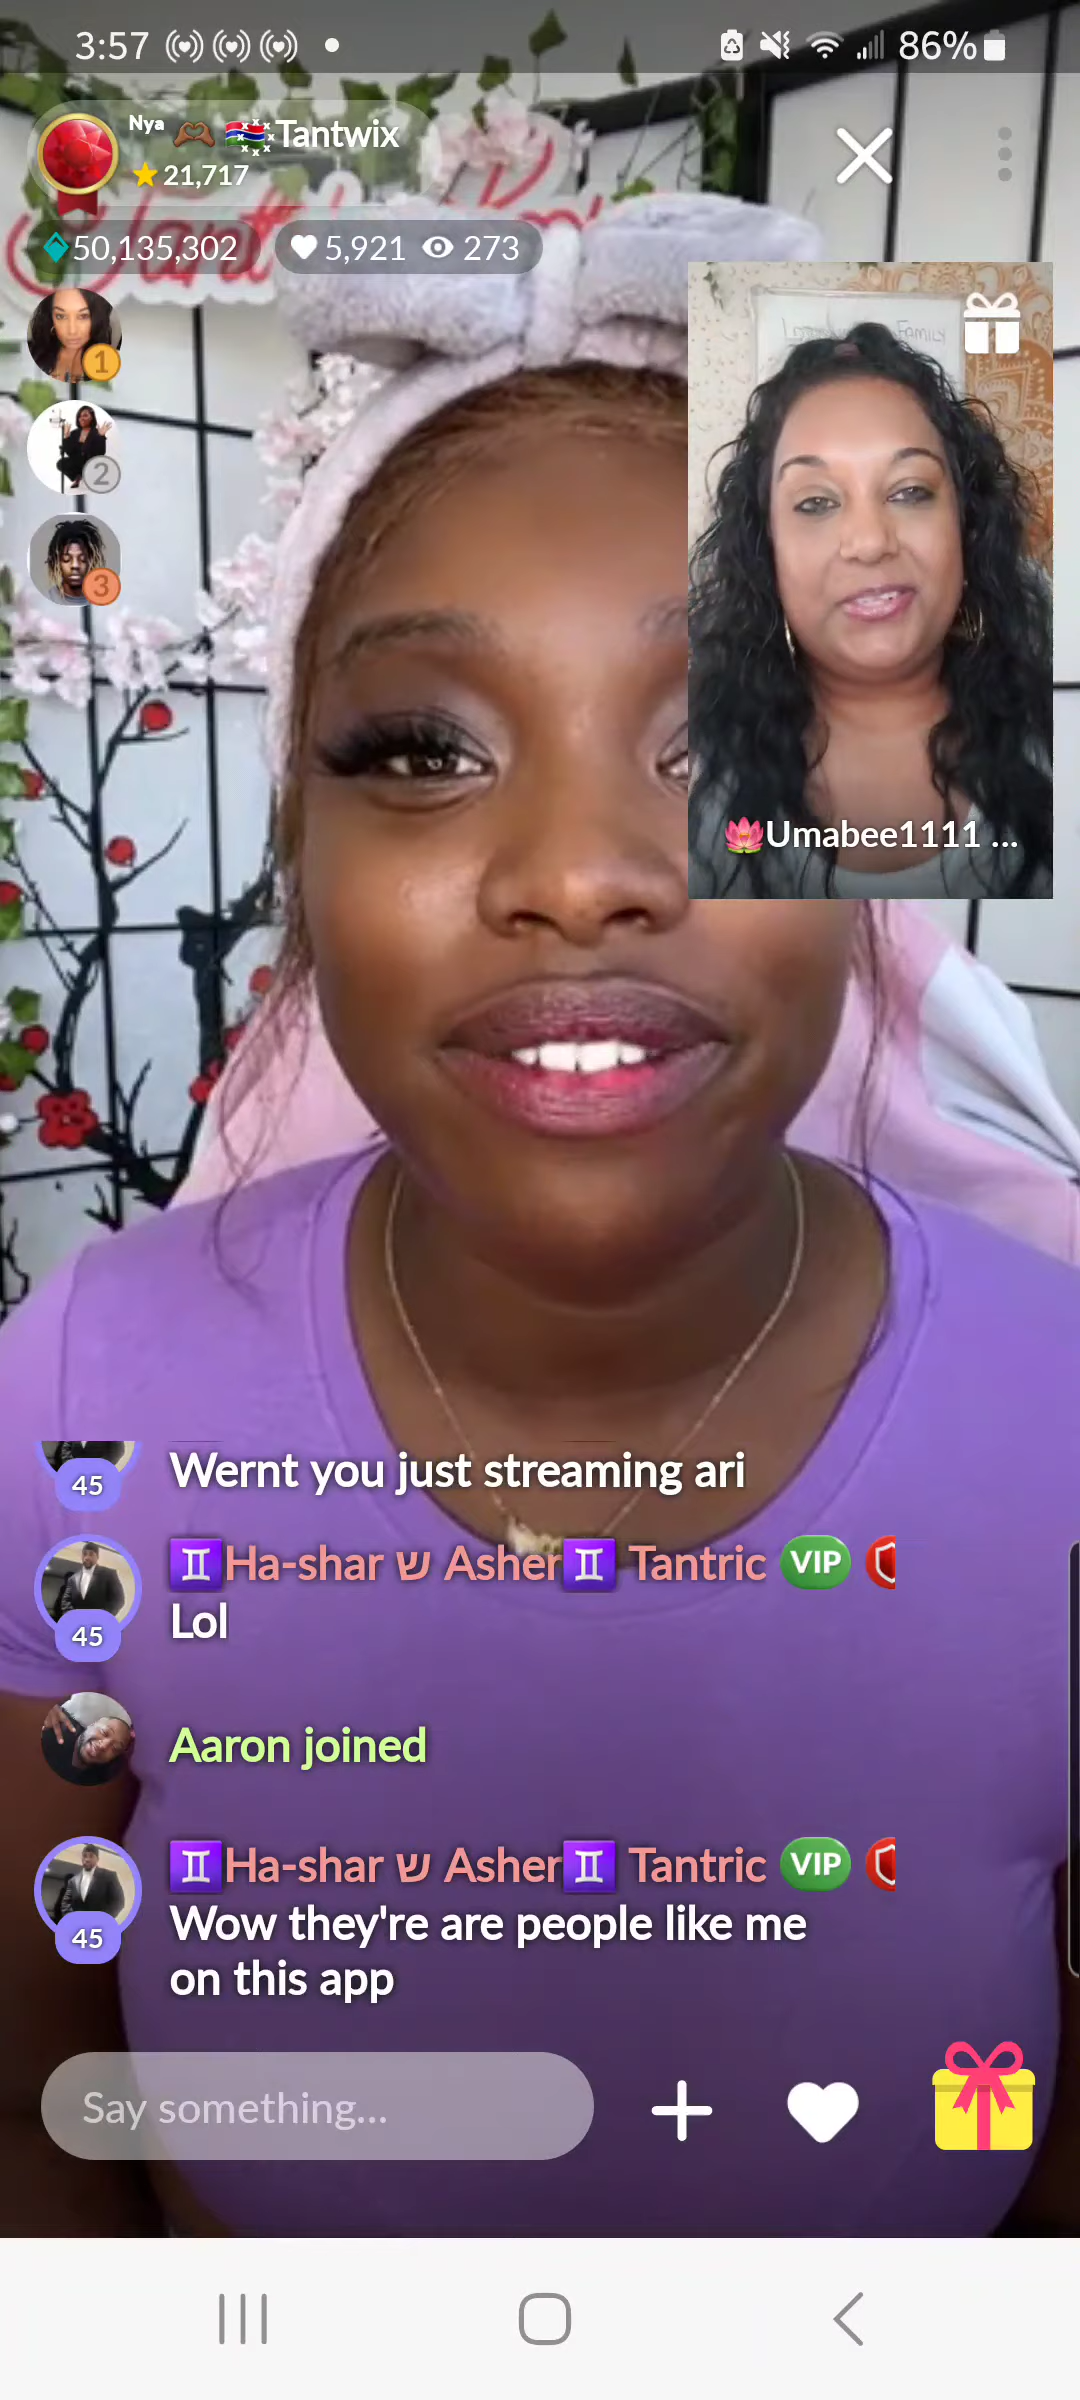 3:57 86%
Nya 🫶🏾 🇬🇲Tantwix
21,717
50,135,302 5,921 273
1
2
3
Family
🪷Umabee1111 ...
Wernt you just streaming ari
45
♊Ha-shar ש Asher♊ Tantric VIP
Lol
45
Aaron joined
♊Ha-shar ש Asher♊ Tantric VIP
Wow they're are people like me
on this app
45
Say something...